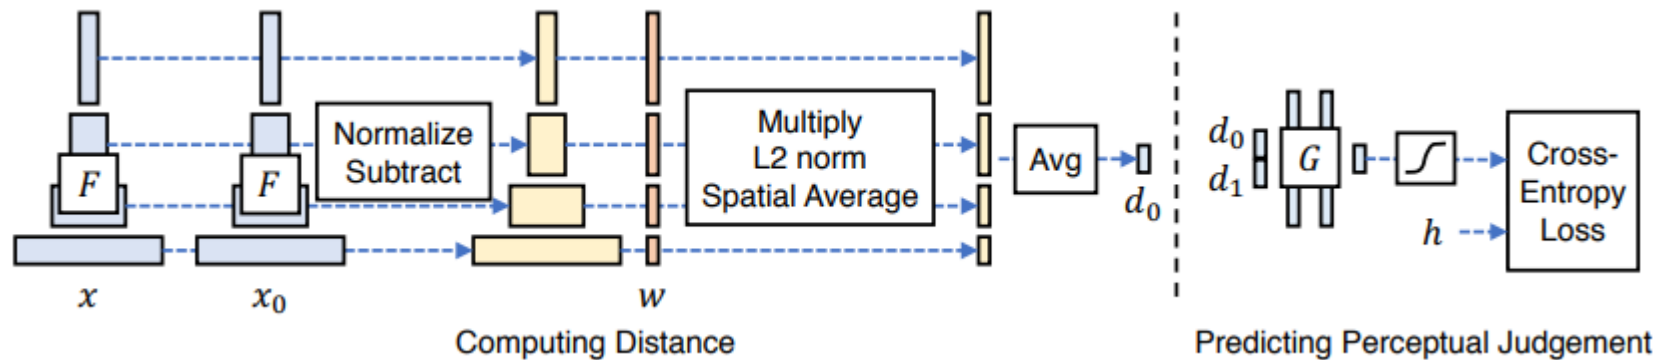 F
F
Normalize
Subtract
Multiply
L2 norm
Spatial Average
Avg
d₀
x
x₀
w
Computing Distance
d₀
d₁
G
h
Cross-
Entropy
Loss
Predicting Perceptual Judgement